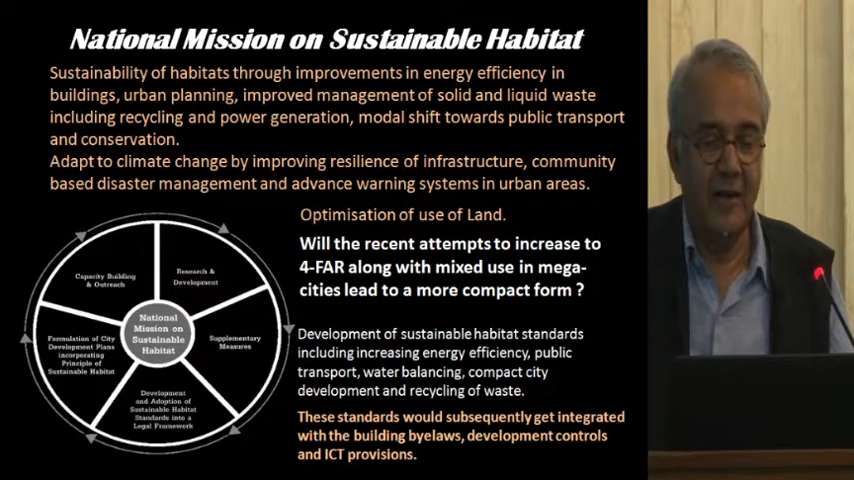 National Mission on Sustainable Habitat
Sustainability of habitats through improvements in energy efficiency in
buildings, urban planning, improved management of solid and liquid waste
including recycling and power generation, modal shift towards public transport
and conservation.
Adapt to climate change by improving resilience of infrastructure, community
based disaster management and advance warning systems in urban areas.
Optimisation of use of Land.
Will the recent attempts to increase to
4-FAR along with mixed use in mega-
cities lead to a more compact form ?
Development of sustainable habitat standards
including increasing energy efficiency, public
transport, water balancing, compact city
development and recycling of waste.
These standards would subsequently get integrated
with the building byelaws, development controls
and ICT provisions.
Capacity Building
& Outreach
Research &
Development
National
Mission on
Sustainable
Habitat
Formulation of City
Development Plans
incorporating
Principle of
Sustainable Habitat
Supplementary
Measures
Development
and Adoption of
Sustainable Habitat
Standards into a
Legal Framework